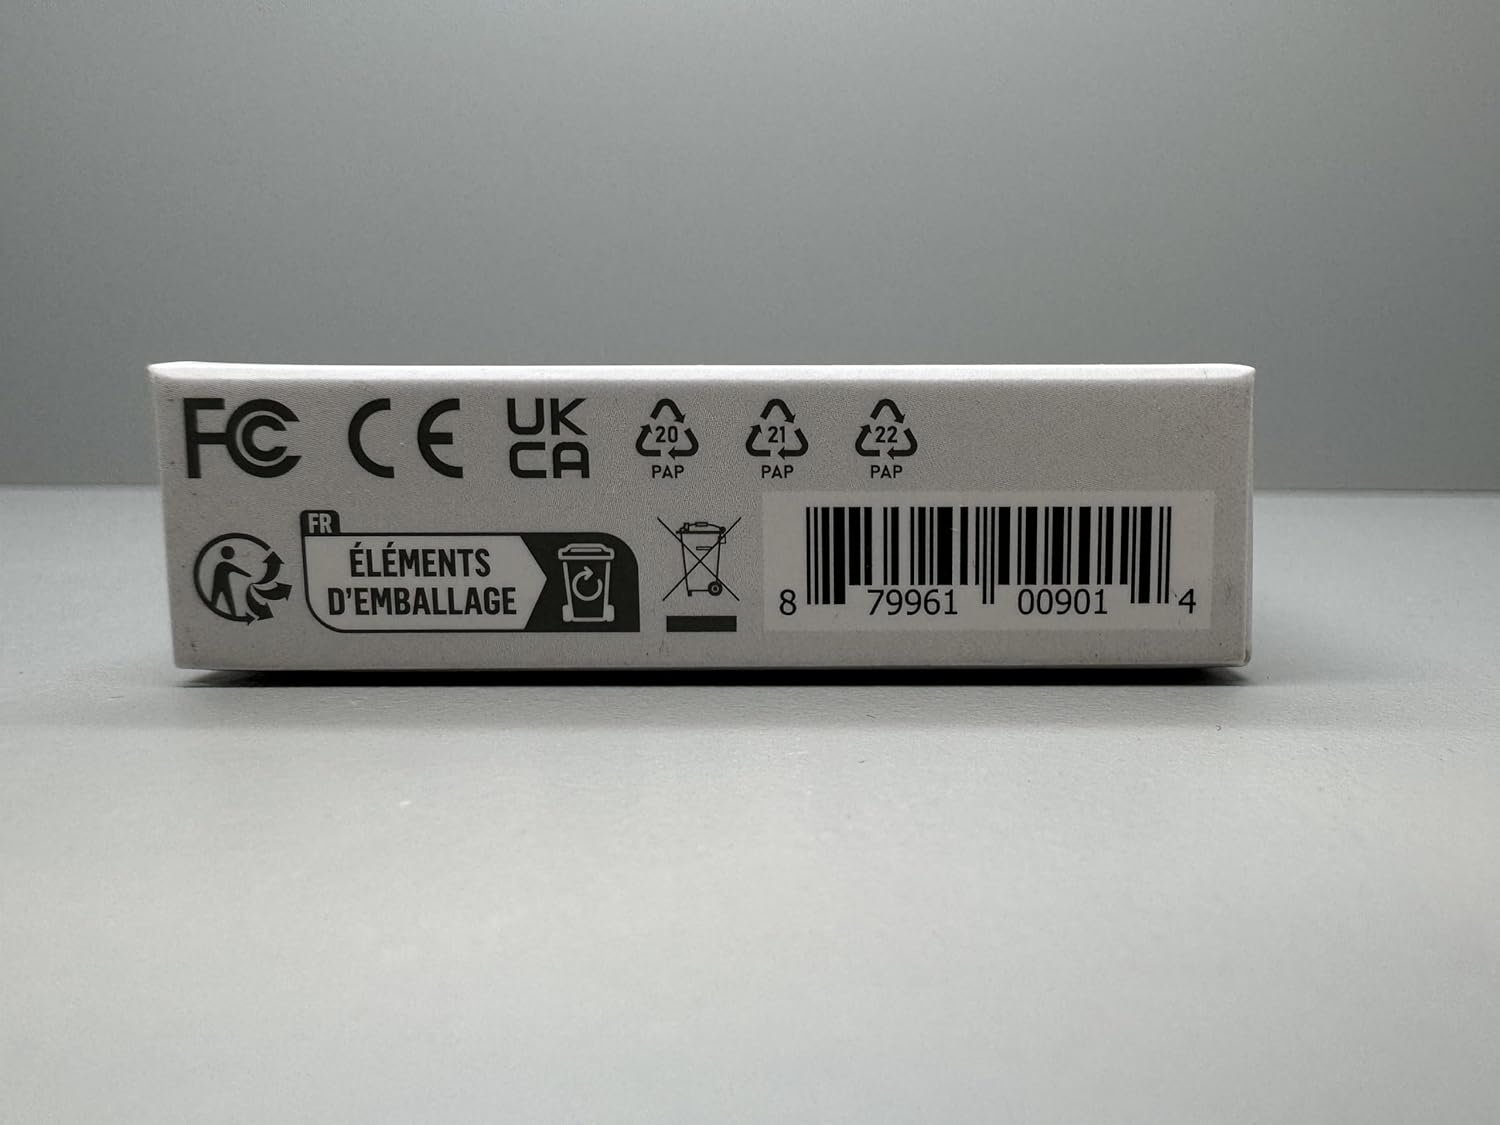 FC CE UK CA
20 PAP
21 PAP
22 PAP
FR
ÉLÉMENTS
D'EMBALLAGE
8 79961 00901 4